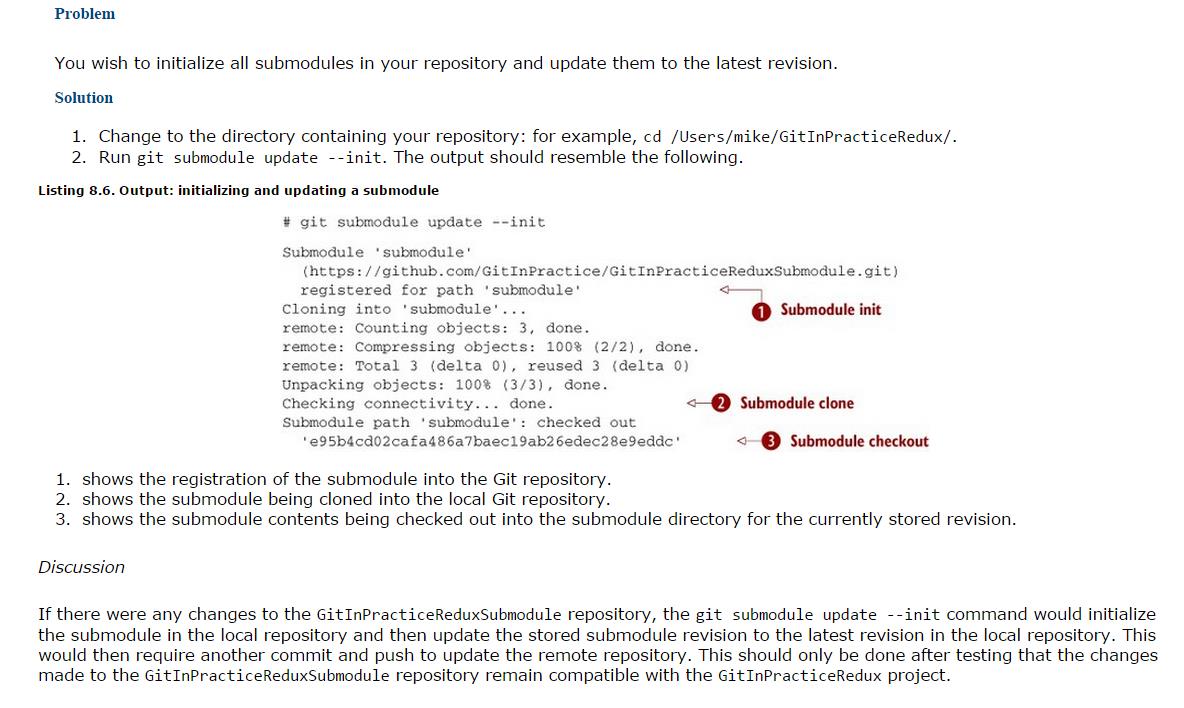 Problem
You wish to initialize all submodules in your repository and update them to the latest revision.
Solution
1. Change to the directory containing your repository: for example, cd /Users/mike/GitInPracticeRedux/.
2. Run git submodule update --init. The output should resemble the following.
Listing 8.6. Output: initializing and updating a submodule
# git submodule update --init
Submodule 'submodule'
(https://github.com/GitInPractice/GitInPracticeReduxSubmodule.git)
registered for path 'submodule'
Cloning into 'submodule'...
1 Submodule init
remote: Counting objects: 3, done.
remote: Compressing objects: 100% (2/2), done.
remote: Total 3 (delta 0), reused 3 (delta 0)
Unpacking objects: 100% (3/3), done.
Checking connectivity... done.
2 Submodule clone
Submodule path 'submodule': checked out
'e95b4cd02cafa486a7baec19ab26edec28e9eddc'
3 Submodule checkout
1. shows the registration of the submodule into the Git repository.
2. shows the submodule being cloned into the local Git repository.
3. shows the submodule contents being checked out into the submodule directory for the currently stored revision.
Discussion
If there were any changes to the GitInPracticeReduxSubmodule repository, the git submodule update --init command would initialize
the submodule in the local repository and then update the stored submodule revision to the latest revision in the local repository. This
would then require another commit and push to update the remote repository. This should only be done after testing that the changes
made to the GitInPracticeReduxSubmodule repository remain compatible with the GitInPracticeRedux project.